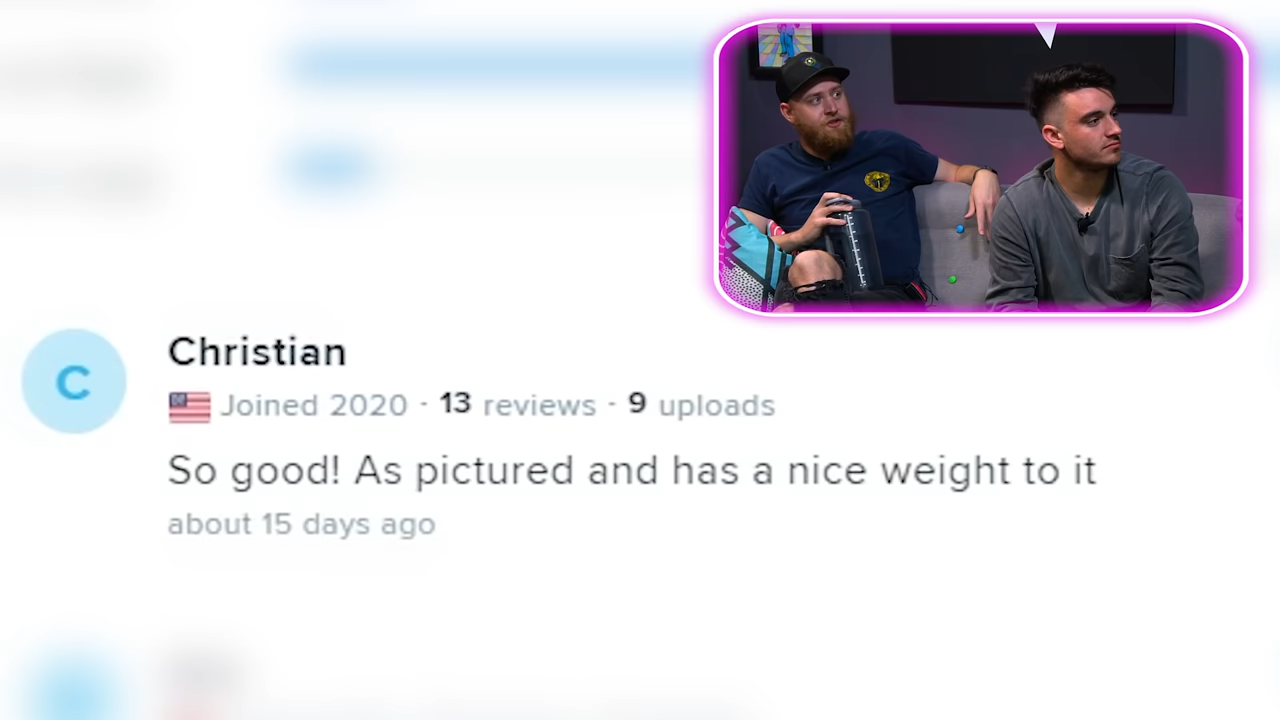 C
Christian
Joined 2020 · 13 reviews · 9 uploads
So good! As pictured and has a nice weight to it
about 15 days ago